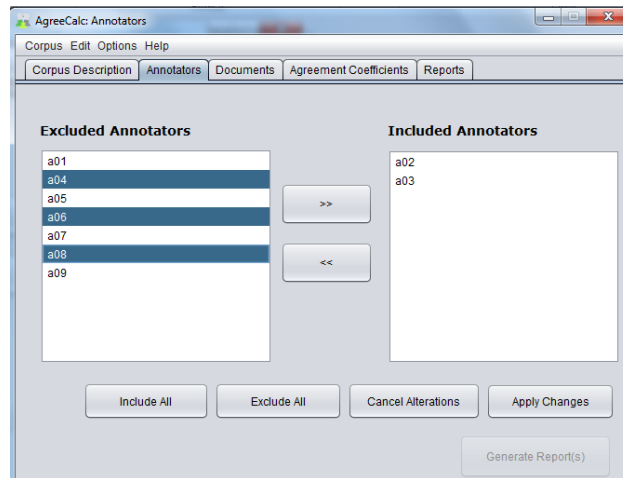 AgreeCalc: Annotators
Corpus Edit Options Help
Corpus Description Annotators Documents Agreement Coefficients Reports
Excluded Annotators
a01
a04
a05
a06
a07
a08
a09
>>
<<
Included Annotators
a02
a03
Include All Exclude All Cancel Alterations Apply Changes
Generate Report(s)